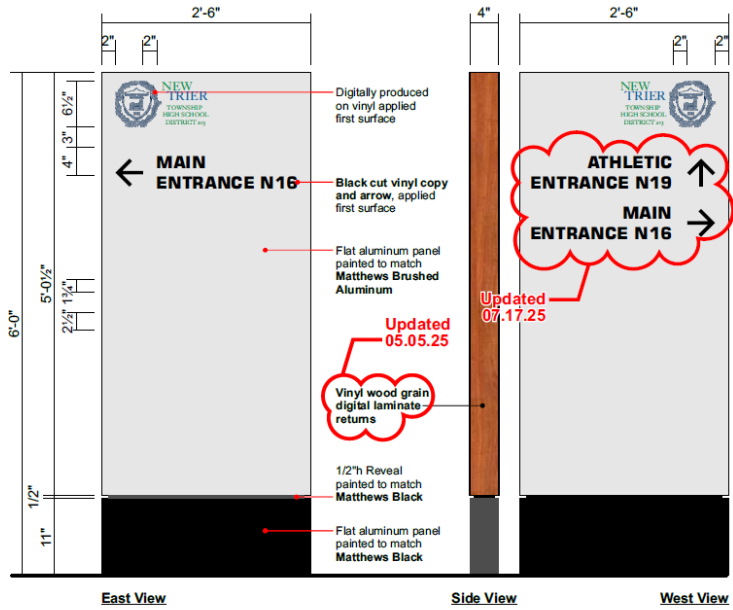 2'-6"
4"
2'-6"
2"
2"
2"
2"
6½"
3"
4"
1¾"
2½"
5'-0½"
6'-0"
1/2"
11"
NEW
TRIER
TOWNSHIP
HIGH SCHOOL
DISTRICT 203
MAIN
ENTRANCE N16
Digitally produced
on vinyl applied
first surface
Black cut vinyl copy
and arrow, applied
first surface
Flat aluminum panel
painted to match
Matthews Brushed
Aluminum
Updated
05.05.25
Vinyl wood grain
digital laminate
returns
1/2"h Reveal
painted to match
Matthews Black
Flat aluminum panel
painted to match
Matthews Black
NEW
TRIER
TOWNSHIP
HIGH SCHOOL
DISTRICT 203
ATHLETIC
ENTRANCE N19
MAIN
ENTRANCE N16
Updated
07.17.25
East View
Side View
West View